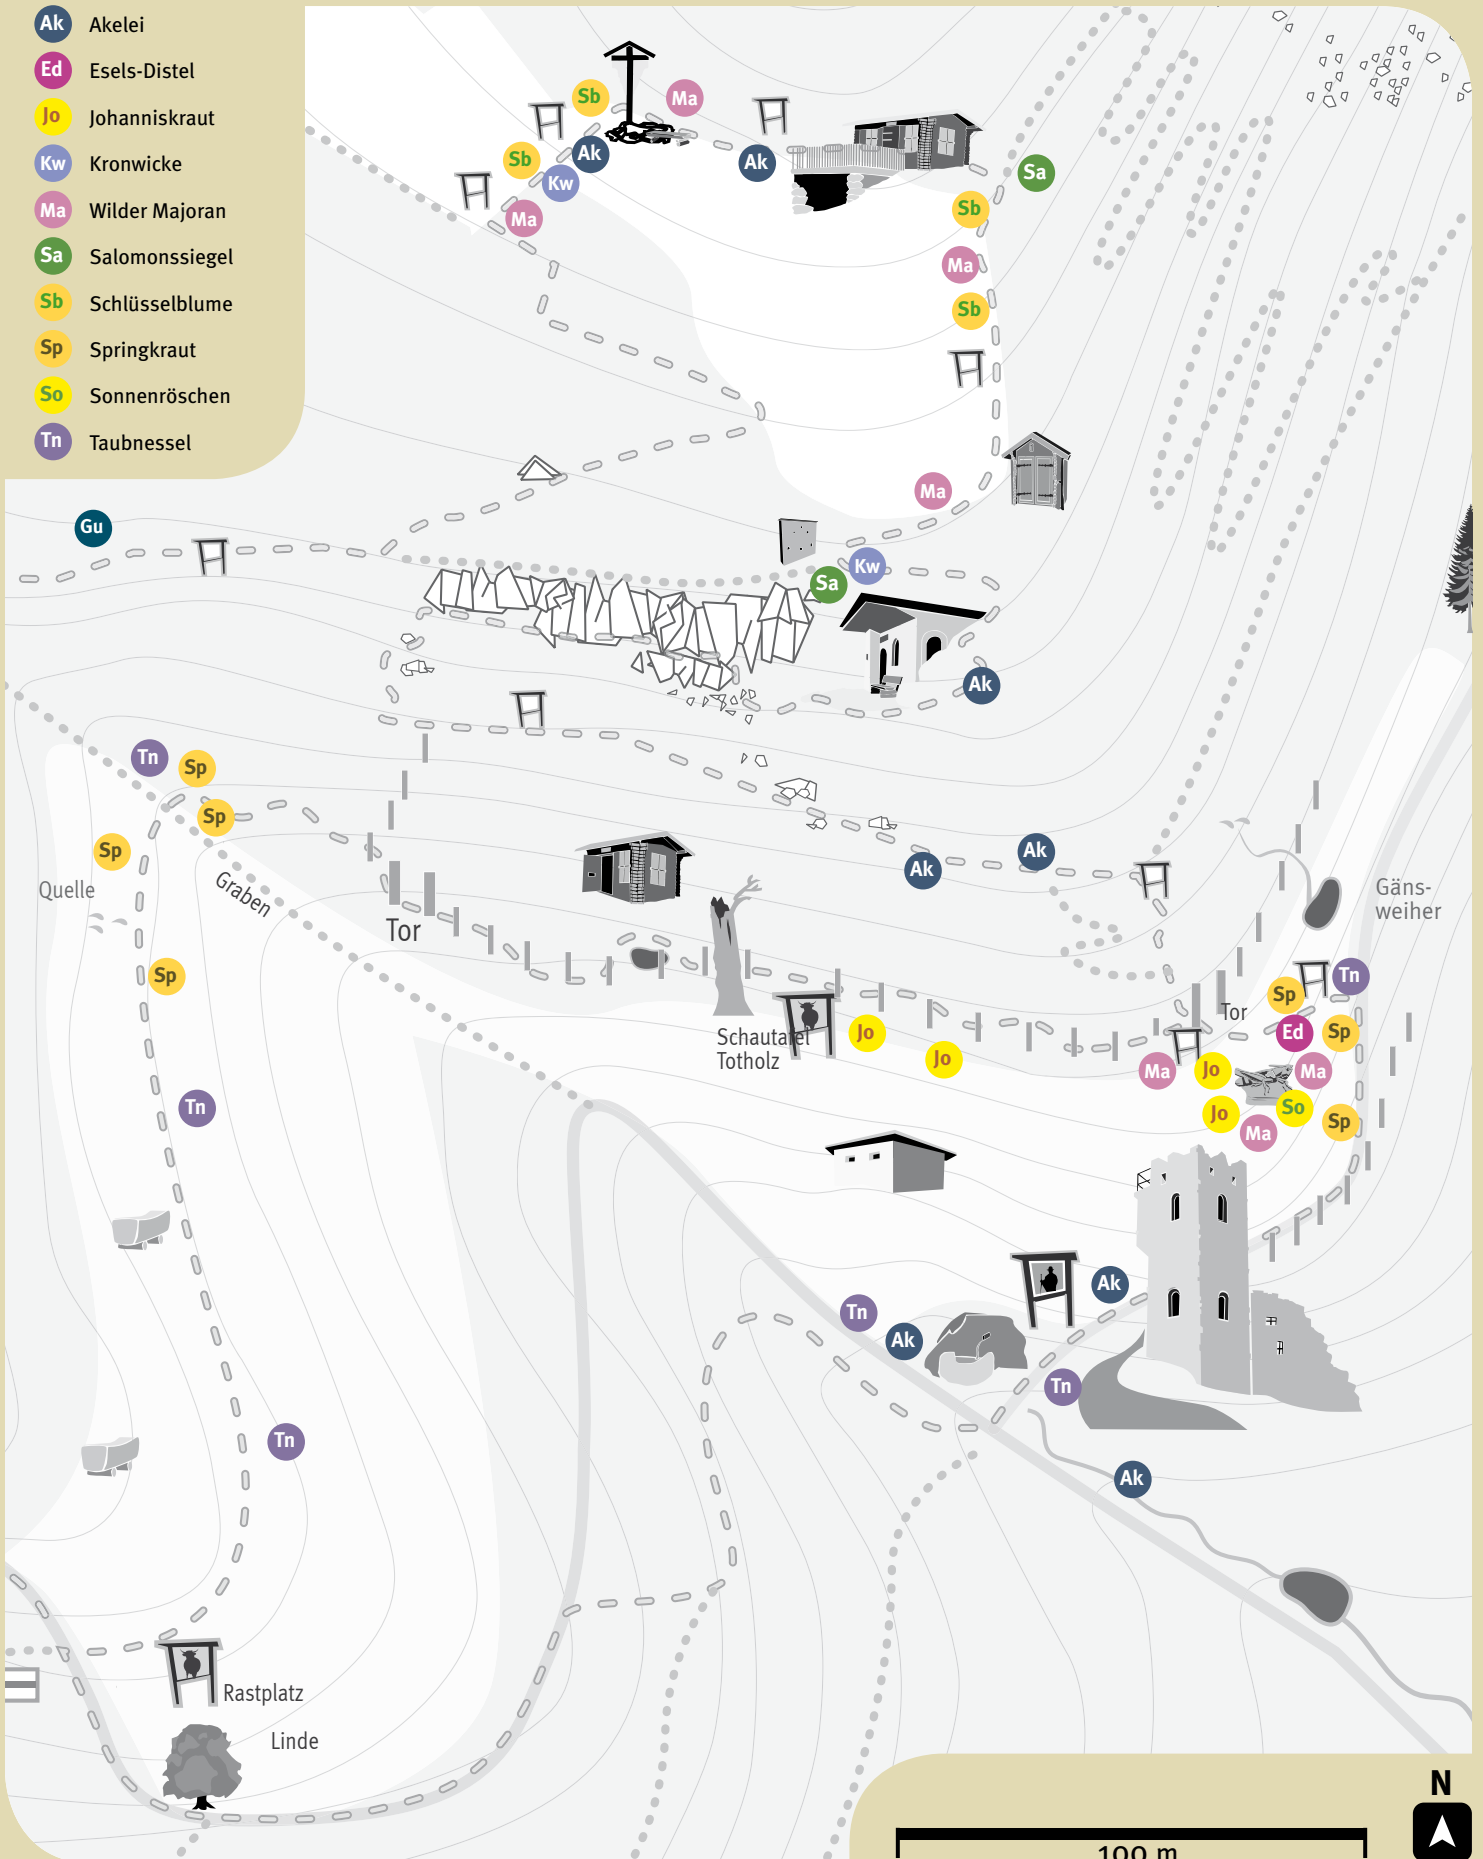 Ak Akelei
Ed Esels-Distel
Jo Johanniskraut
Kw Kronwicke
Ma Wilder Majoran
Sa Salomonssiegel
Sb Schlüsselblume
Sp Springkraut
So Sonnenröschen
Tn Taubnessel
Sb
Ma
Sb
Ak
Ak
Kw
Sa
Ma
Sb
Ma
Sb
Ma
Gu
Kw
Sa
Ak
Tn
Sp
Sp
Sp
Ak
Ak
Quelle
Graben
Gäns-
weiher
Tor
Sp
Sp
Tn
Tor
Ed
Sp
Schautafel
Totholz
Jo
Jo
Ma
Jo
Ma
Jo
So
Ma
Sp
Tn
Ak
Tn
Ak
Tn
Tn
Ak
Rastplatz
Linde
N
100 m